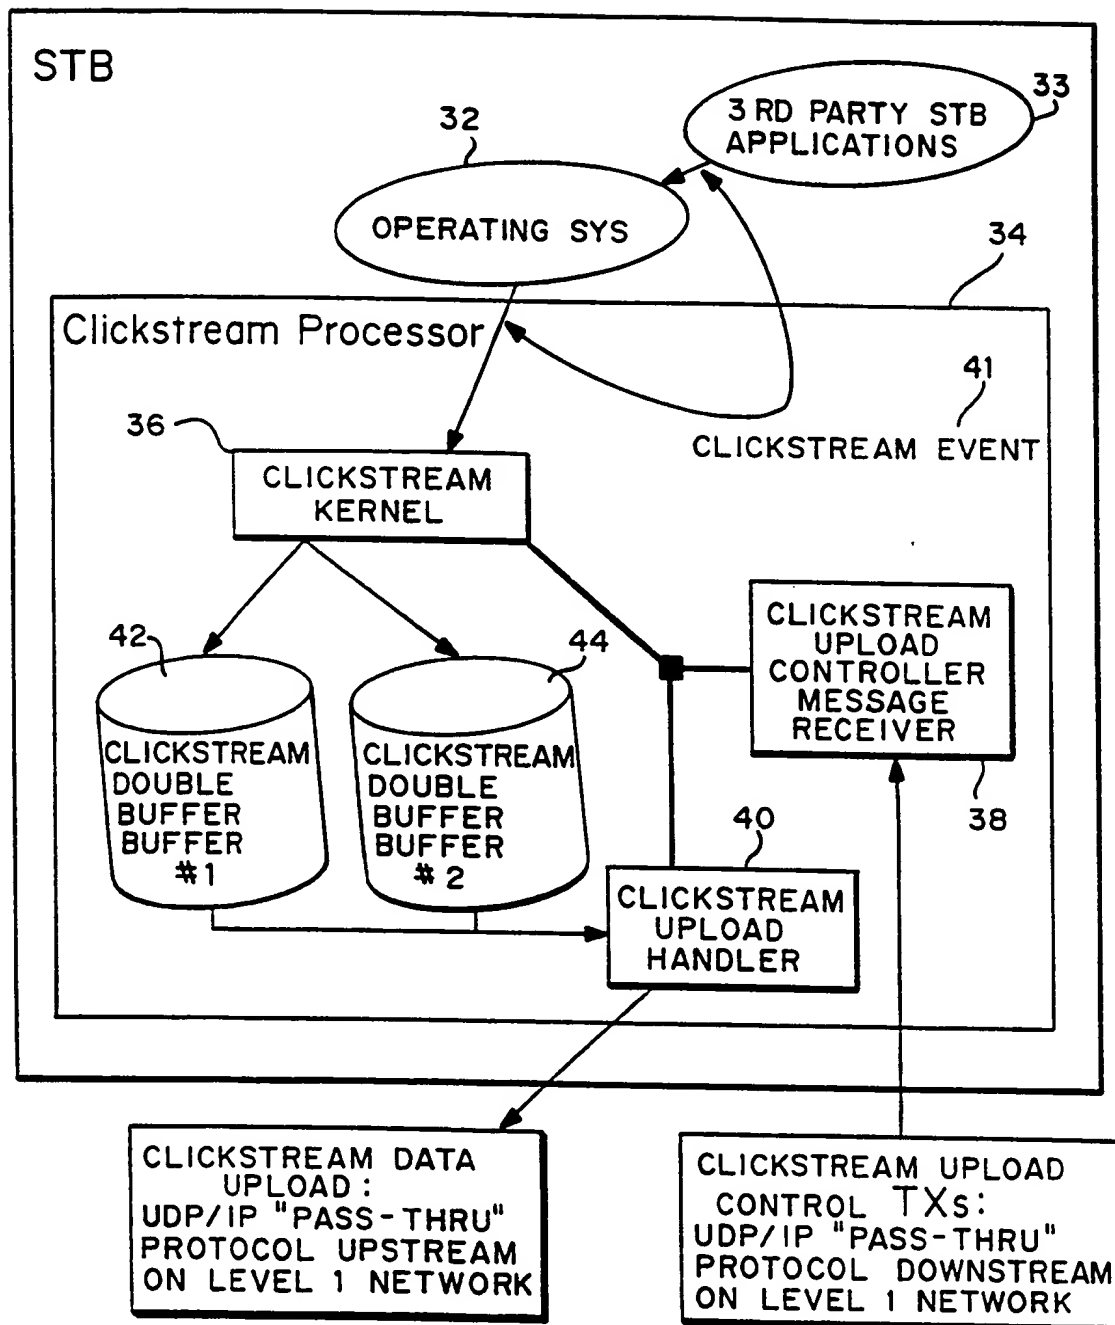 STB
33
3RD PARTY STB
APPLICATIONS
32
OPERATING SYS
34
Clickstream Processor
41
CLICKSTREAM EVENT
36
CLICKSTREAM
KERNEL
42
44
CLICKSTREAM
DOUBLE
BUFFER
BUFFER
#1
CLICKSTREAM
DOUBLE
BUFFER
BUFFER
#2
CLICKSTREAM
UPLOAD
CONTROLLER
MESSAGE
RECEIVER
38
40
CLICKSTREAM
UPLOAD
HANDLER
CLICKSTREAM DATA
UPLOAD:
UDP/IP "PASS-THRU"
PROTOCOL UPSTREAM
ON LEVEL 1 NETWORK
CLICKSTREAM UPLOAD
CONTROL TXs:
UDP/IP "PASS-THRU"
PROTOCOL DOWNSTREAM
ON LEVEL 1 NETWORK